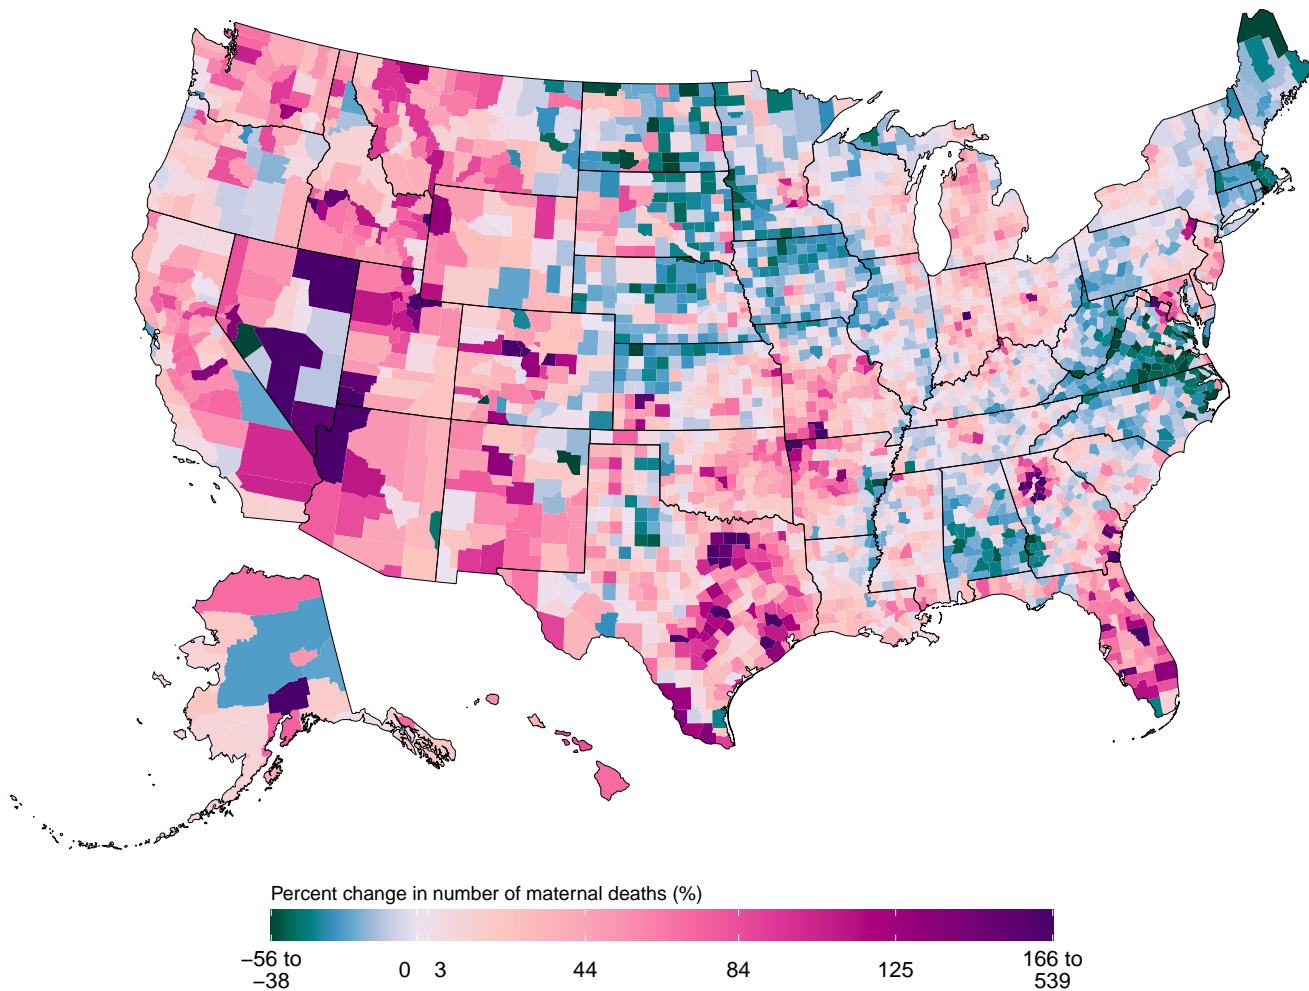 Percent change in number of maternal deaths (%)
−56 to
−38
0
3
44
84
125
166 to
539